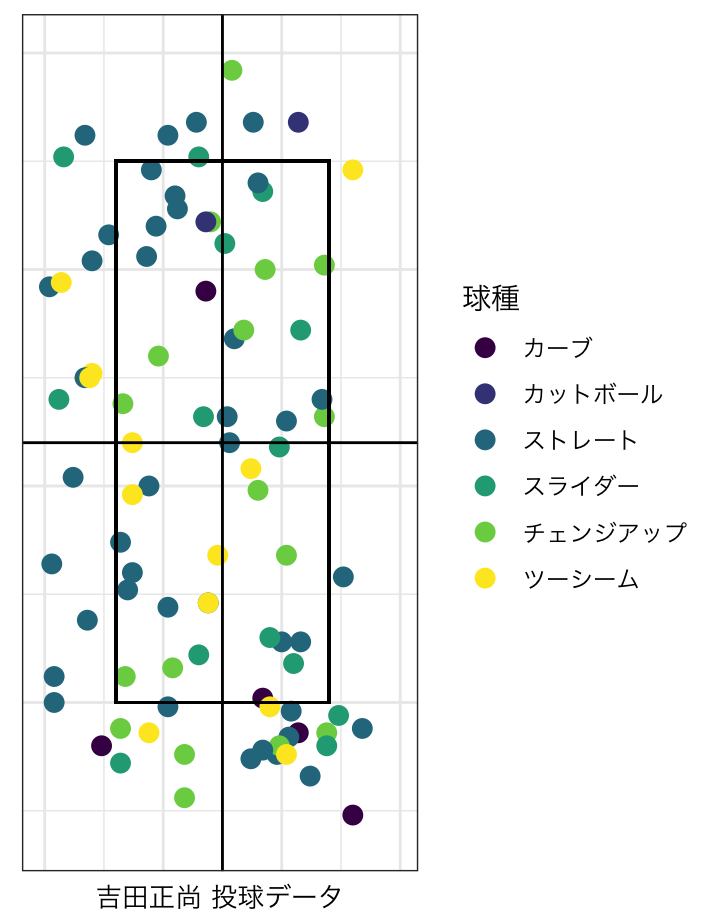 球種
カーブ
カットボール
ストレート
スライダー
チェンジアップ
ツーシーム
吉田正尚 投球データ